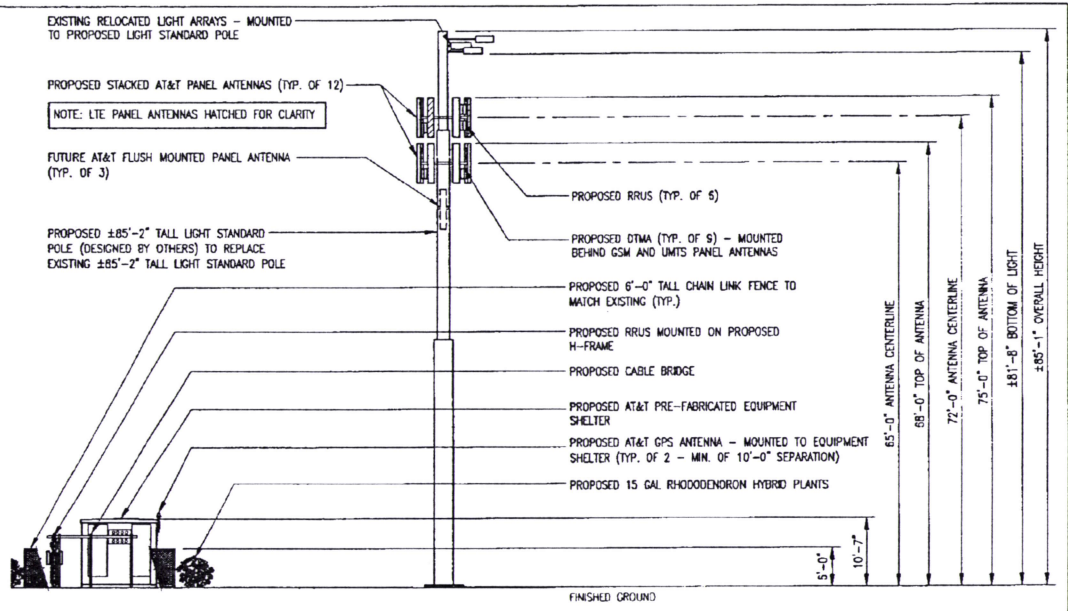 EXISTING RELOCATED LIGHT ARRAYS – MOUNTED
TO PROPOSED LIGHT STANDARD POLE
PROPOSED STACKED AT&T PANEL ANTENNAS (TYP. OF 12)
NOTE: LTE PANEL ANTENNAS HATCHED FOR CLARITY
FUTURE AT&T FLUSH MOUNTED PANEL ANTENNA
(TYP. OF 3)
PROPOSED ±85'-2" TALL LIGHT STANDARD
POLE (DESIGNED BY OTHERS) TO REPLACE
EXISTING ±85'-2" TALL LIGHT STANDARD POLE
PROPOSED RRUS (TYP. OF 5)
PROPOSED DTMA (TYP. OF 9) – MOUNTED
BEHIND GSM AND UMTS PANEL ANTENNAS
PROPOSED 6'-0" TALL CHAIN LINK FENCE TO
MATCH EXISTING (TYP.)
PROPOSED RRUS MOUNTED ON PROPOSED
H-FRAME
PROPOSED CABLE BRIDGE
PROPOSED AT&T PRE-FABRICATED EQUIPMENT
SHELTER
PROPOSED AT&T GPS ANTENNA – MOUNTED TO EQUIPMENT
SHELTER (TYP. OF 2 – MIN. OF 10'-0" SEPARATION)
PROPOSED 15 GAL RHODODENDRON HYBRID PLANTS
5'-0"
10'-7"
65'-0" ANTENNA CENTERLINE
68'-0" TOP OF ANTENNA
72'-0" ANTENNA CENTERLINE
75'-0" TOP OF ANTENNA
±81'-8" BOTTOM OF LIGHT
±85'-1" OVERALL HEIGHT
FINISHED GROUND